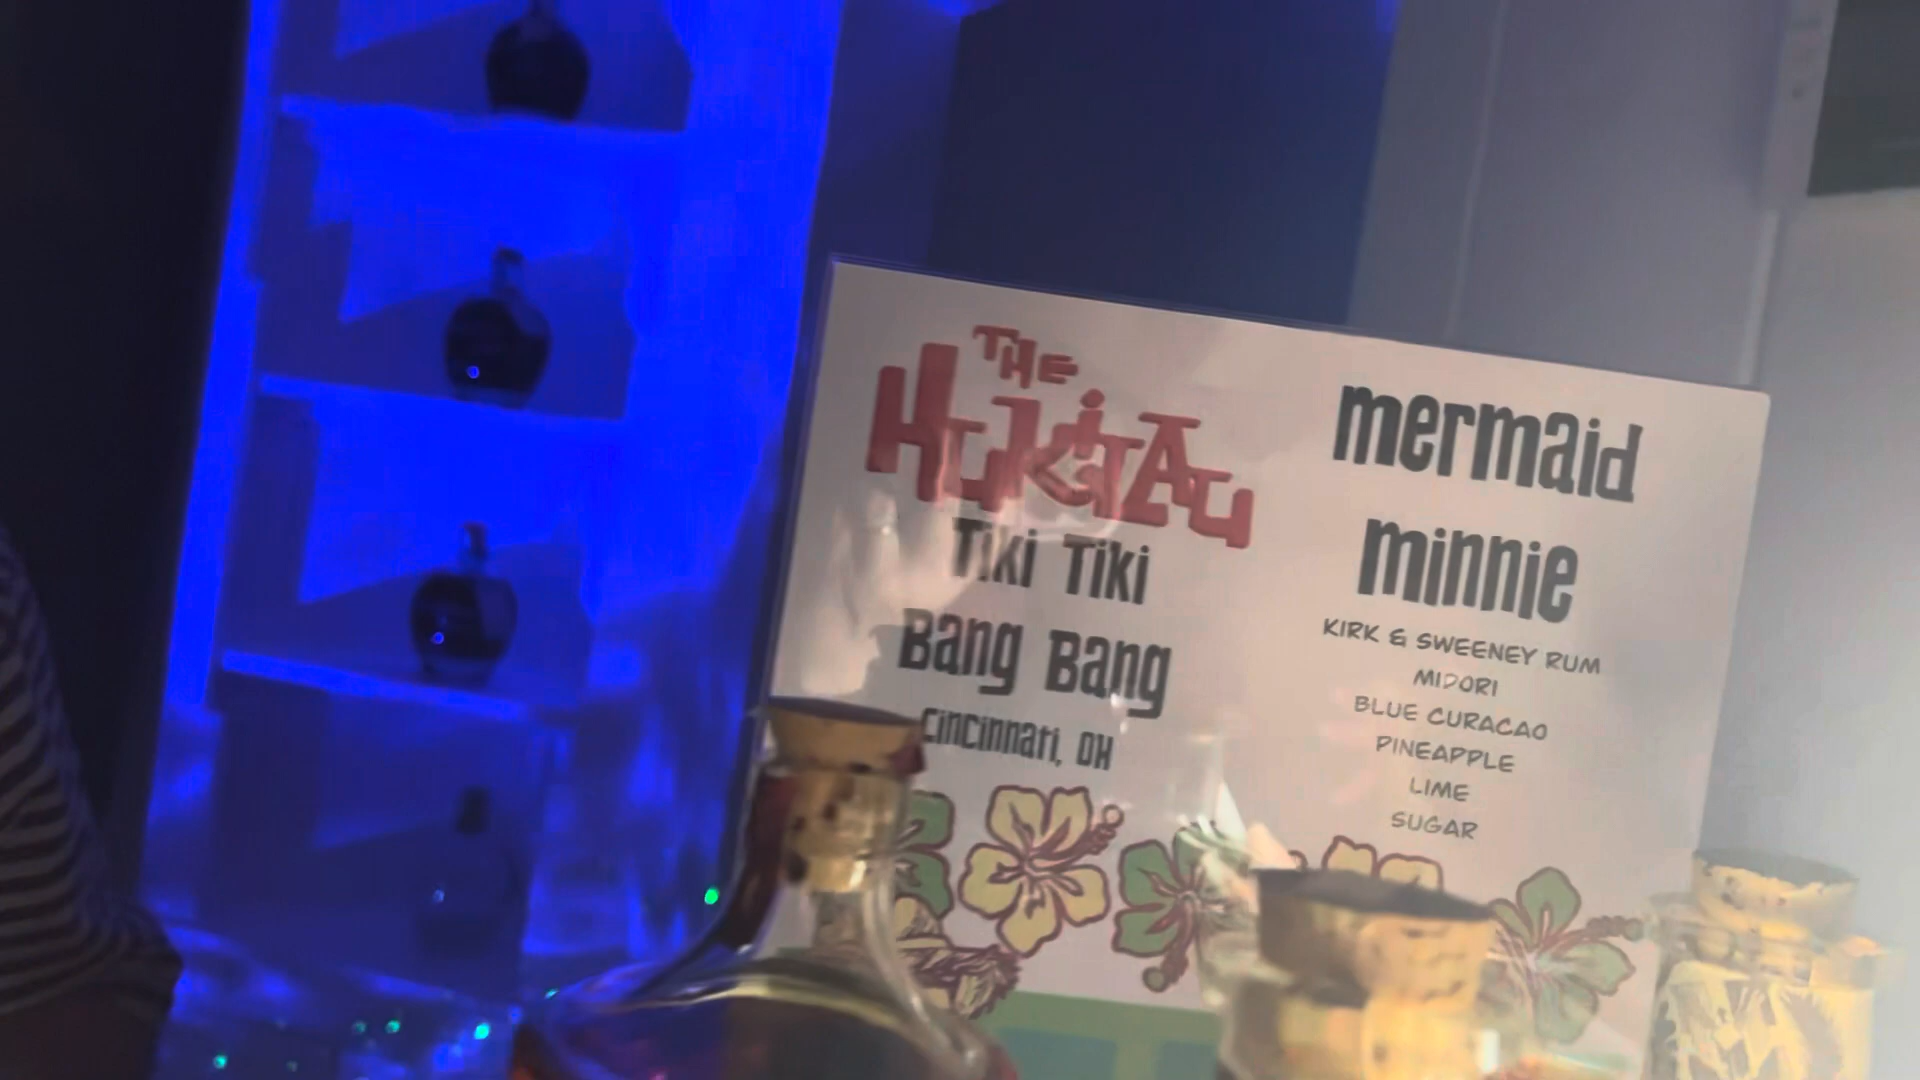 THE
HUKiLAU
Tiki Tiki
Bang Bang
Cincinnati, OH
mermaid
minnie
KIRK & SWEENEY RUM
MIDORI
BLUE CURACAO
PINEAPPLE
LIME
SUGAR